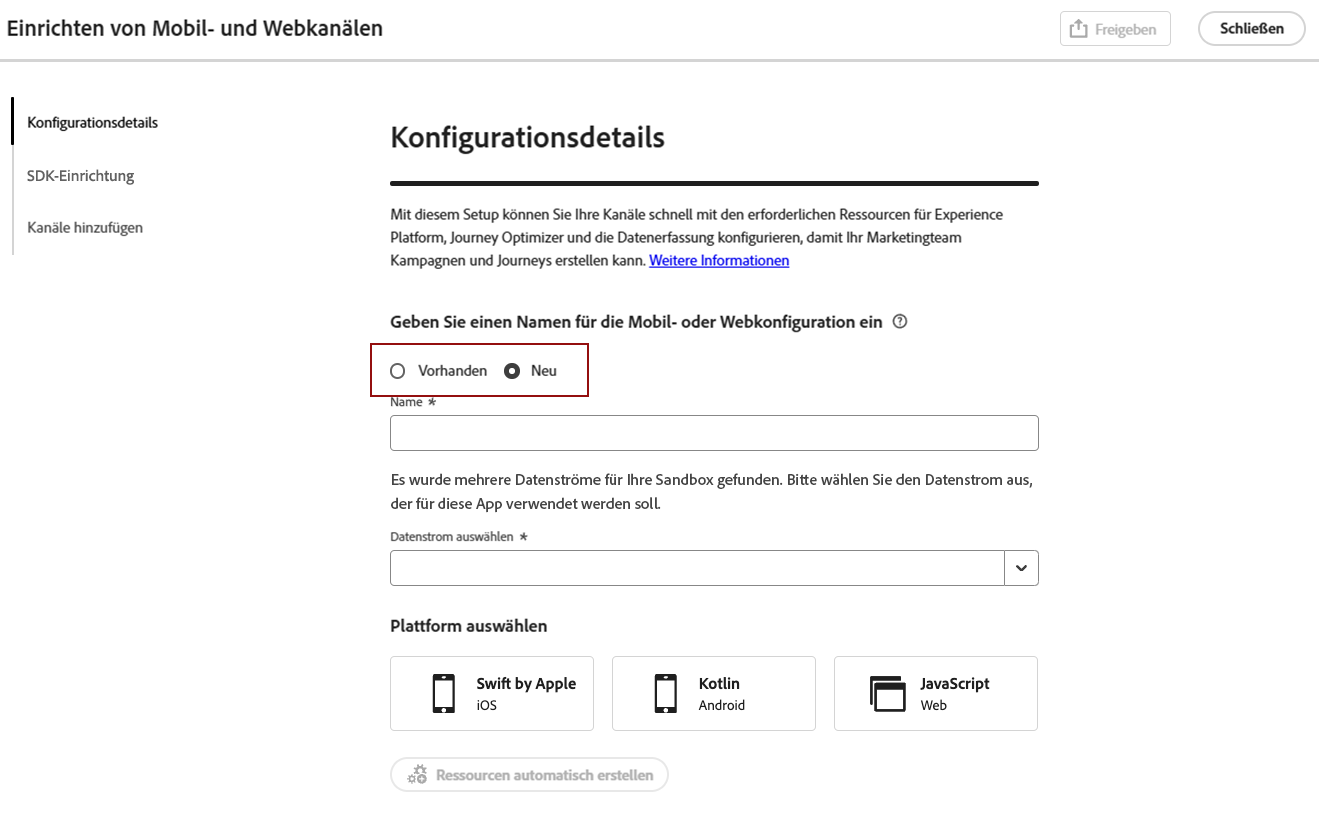 Einrichten von Mobil- und Webkanälen
Freigeben
Schließen
Konfigurationsdetails
SDK-Einrichtung
Kanäle hinzufügen
Konfigurationsdetails
Mit diesem Setup können Sie Ihre Kanäle schnell mit den erforderlichen Ressourcen für Experience
Platform, Journey Optimizer und die Datenerfassung konfigurieren, damit Ihr Marketingteam
Kampagnen und Journeys erstellen kann. Weitere Informationen
Geben Sie einen Namen für die Mobil- oder Webkonfiguration ein
Vorhanden Neu
Name *
Es wurde mehrere Datenströme für Ihre Sandbox gefunden. Bitte wählen Sie den Datenstrom aus,
der für diese App verwendet werden soll.
Datenstrom auswählen *
Plattform auswählen
Swift by Apple
iOS
Kotlin
Android
JavaScript
Web
Ressourcen automatisch erstellen